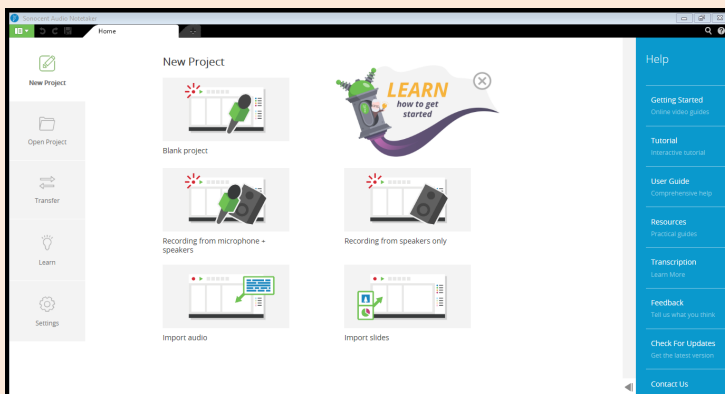 Sonocent Audio Notetaker
Home
New Project
Open Project
Transfer
Learn
Settings
New Project
LEARN
how to get
started
Blank project
Recording from microphone +
speakers
Recording from speakers only
Import audio
Import slides
Help
Getting Started
Online video guides
Tutorial
Interactive tutorial
User Guide
Comprehensive help
Resources
Practical guides
Transcription
Learn More
Feedback
Tell us what you think
Check For Updates
Get the latest version
Contact Us